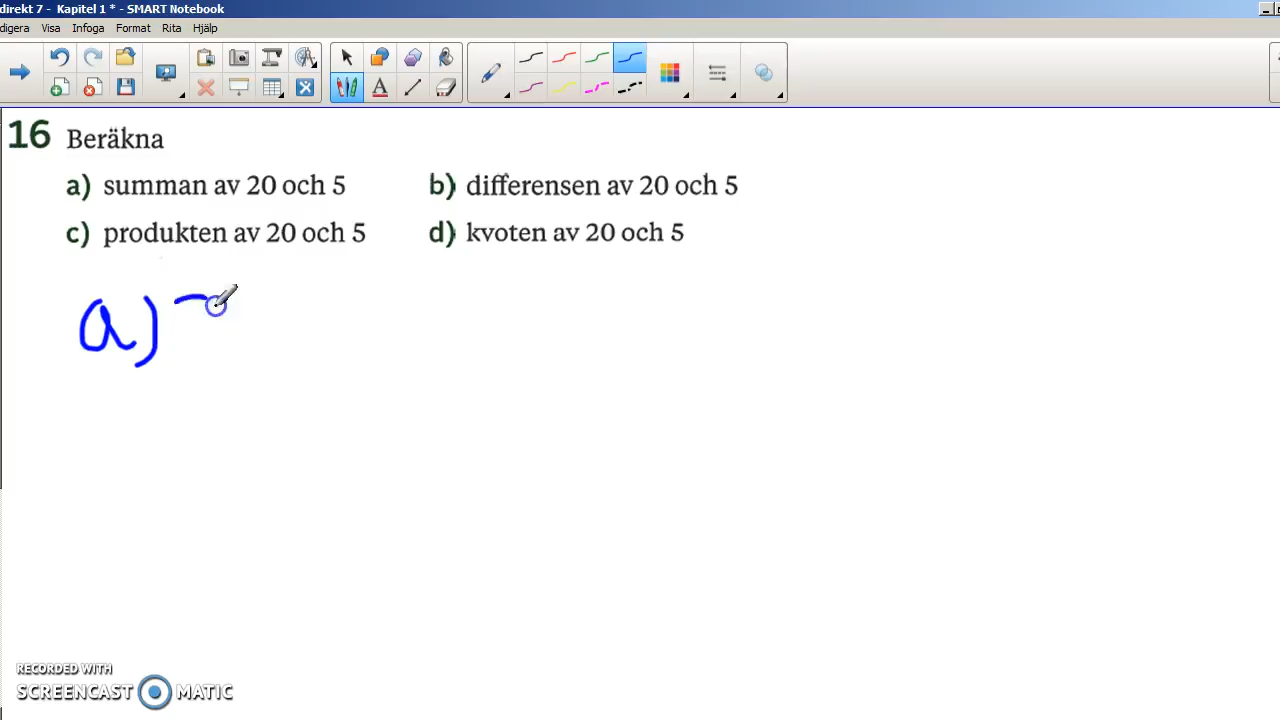 direkt 7 - Kapitel 1 * - SMART Notebook
digera Visa Infoga Format Rita Hjälp
16 Beräkna
a) summan av 20 och 5 b) differensen av 20 och 5
c) produkten av 20 och 5 d) kvoten av 20 och 5
a)
RECORDED WITH
SCREENCAST MATIC